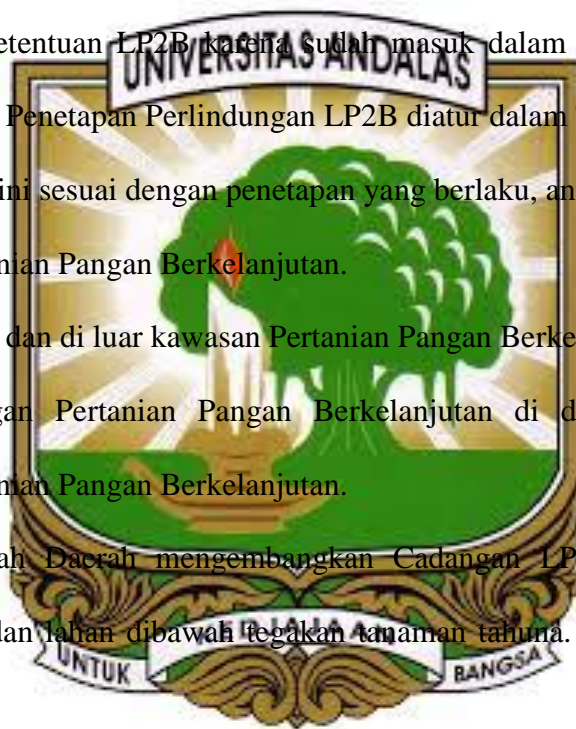 etentuan LP2B karena sudah masuk dalam
UNIVERSITAS ANDALAS
Penetapan Perlindungan LP2B diatur dalam
ini sesuai dengan penetapan yang berlaku, an
nian Pangan Berkelanjutan.
dan di luar kawasan Pertanian Pangan Berke
gan Pertanian Pangan Berkelanjutan di d
nian Pangan Berkelanjutan.
ah Daerah mengembangkan Cadangan LP
dan lahan dibawah tegakan tanaman tahuna.
UNTUK KEDJAJAAN BANGSA